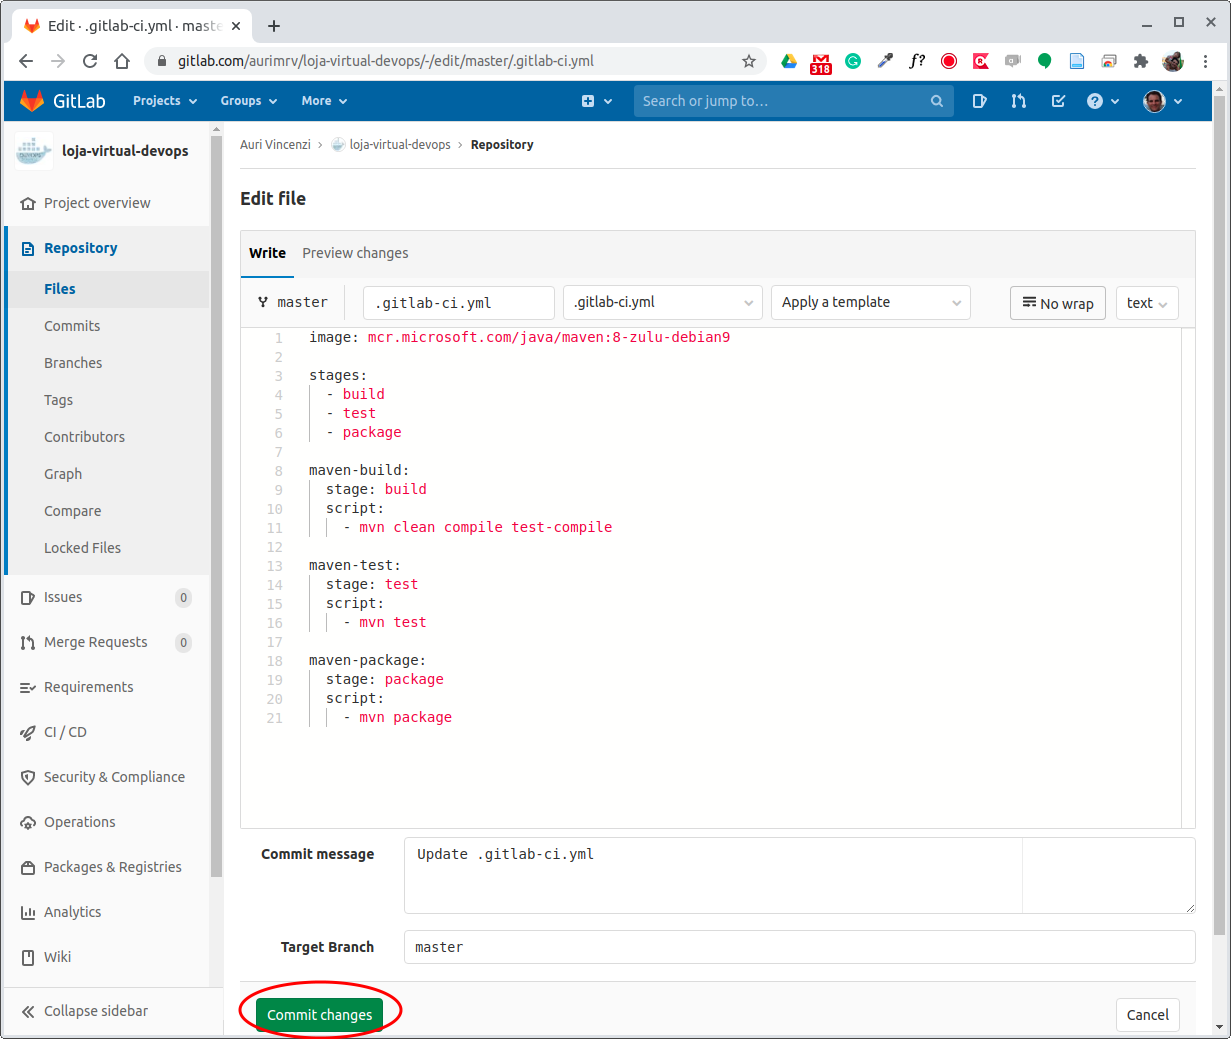 Edit · .gitlab-ci.yml · maste
gitlab.com/aurimrv/loja-virtual-devops/-/edit/master/.gitlab-ci.yml
f?
318
GitLab
Projects
Groups
More
Search or jump to…
loja-virtual-devops
Project overview
Repository
Files
Commits
Branches
Tags
Contributors
Graph
Compare
Locked Files
Issues 0
Merge Requests 0
Requirements
CI / CD
Security & Compliance
Operations
Packages & Registries
Analytics
Wiki
Collapse sidebar
Auri Vincenzi › loja-virtual-devops › Repository
Edit file
Write Preview changes
master .gitlab-ci.yml .gitlab-ci.yml Apply a template No wrap text
1 image: mcr.microsoft.com/java/maven:8-zulu-debian9
2
3 stages:
4 - build
5 - test
6 - package
7
8 maven-build:
9 stage: build
10 script:
11 - mvn clean compile test-compile
12
13 maven-test:
14 stage: test
15 script:
16 - mvn test
17
18 maven-package:
19 stage: package
20 script:
21 - mvn package
Commit message Update .gitlab-ci.yml
Target Branch master
Commit changes Cancel